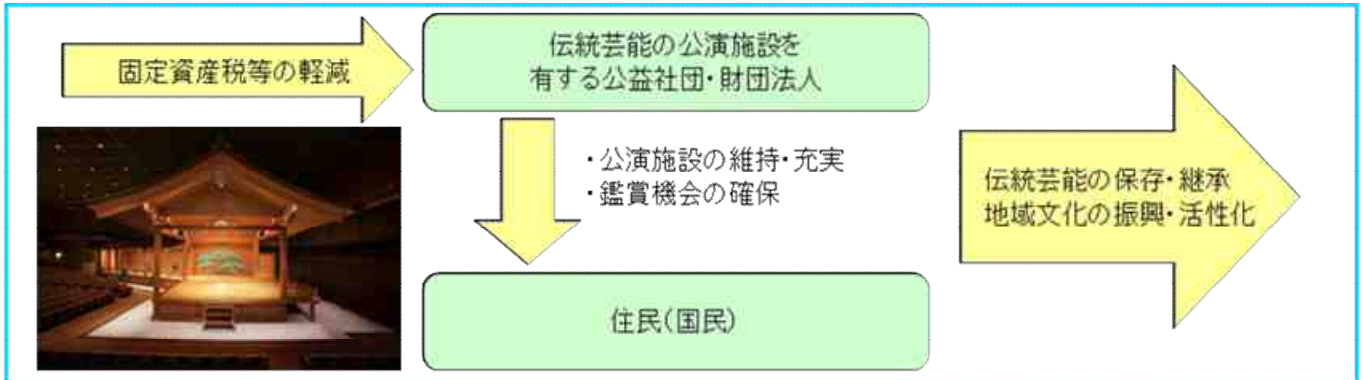 固定資産税等の軽減
伝統芸能の公演施設を
有する公益社団・財団法人
・公演施設の維持・充実
・鑑賞機会の確保
住民(国民)
伝統芸能の保存・継承
地域文化の振興・活性化